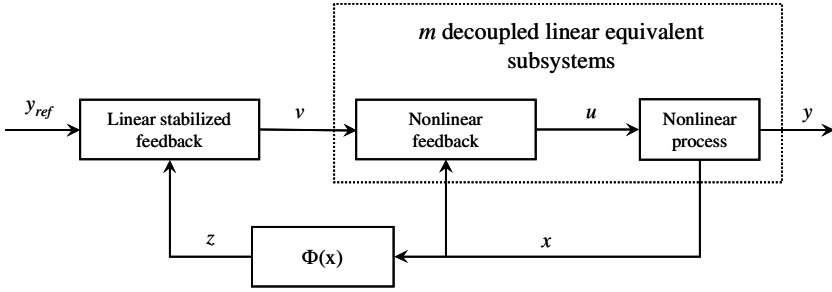 m decoupled linear equivalent
subsystems
y_ref
Linear stabilized
feedback
v
Nonlinear
feedback
u
Nonlinear
process
y
z
Φ(x)
x